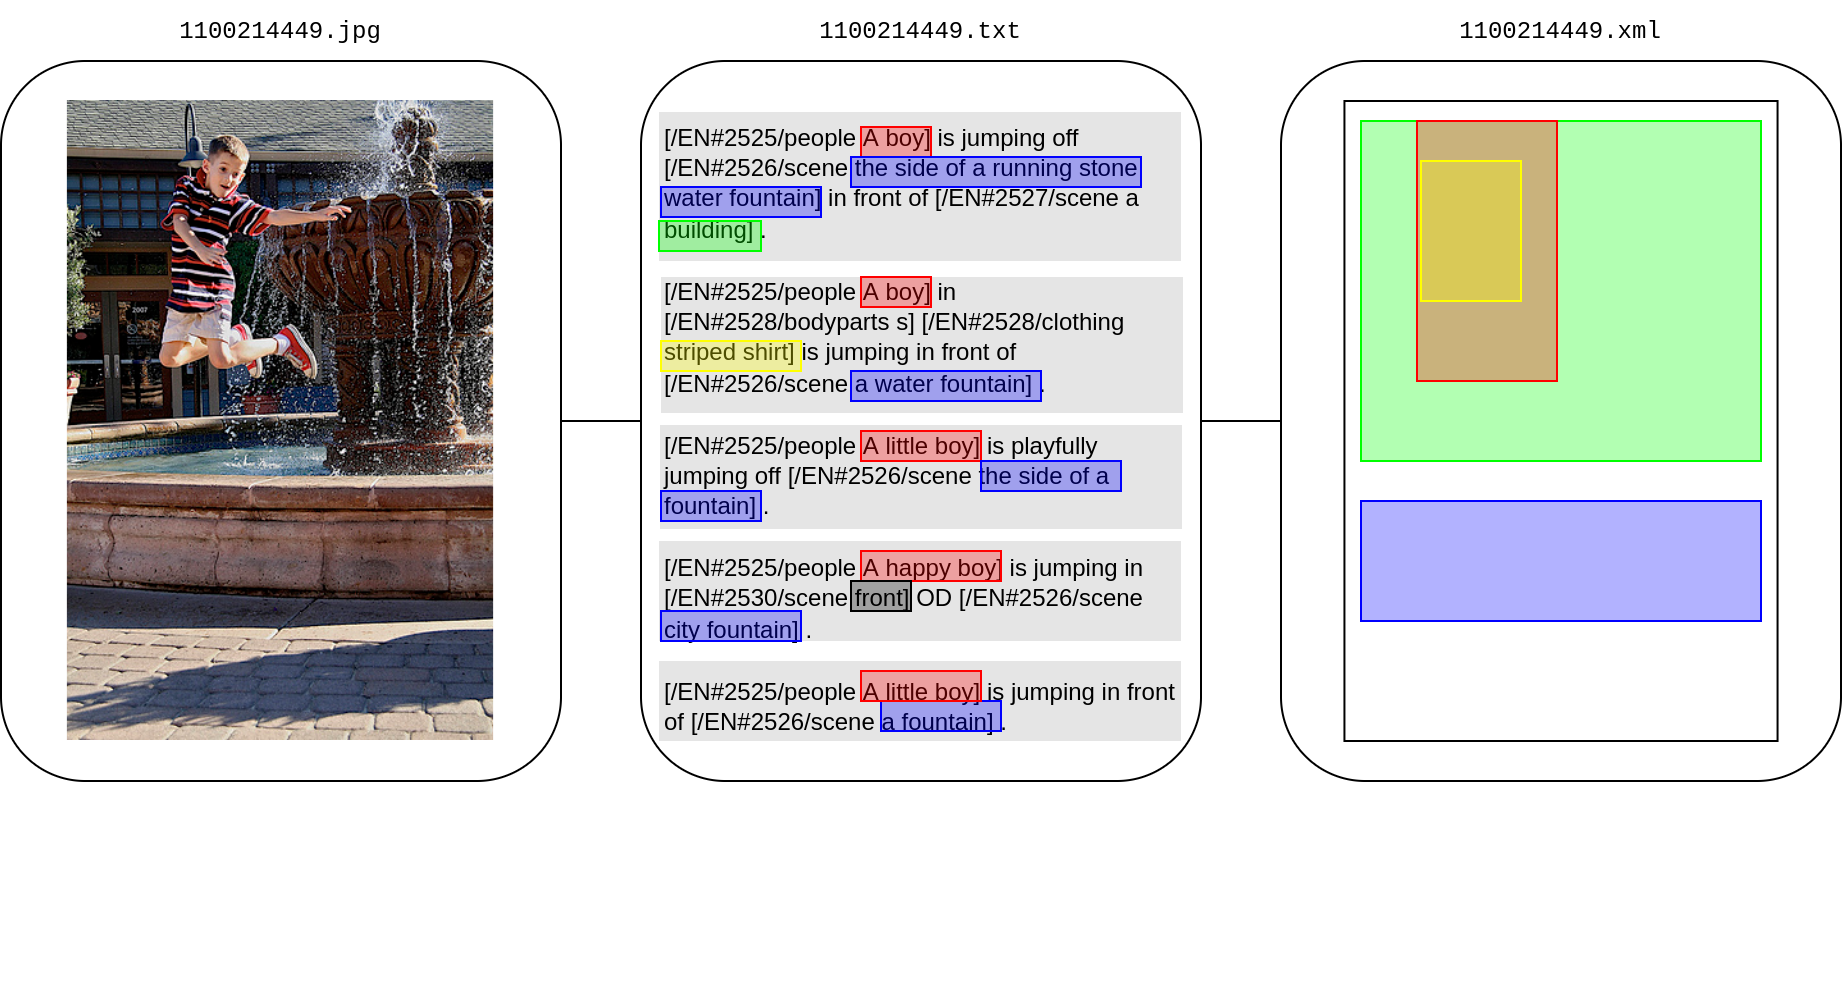 1100214449.jpg
1100214449.txt
1100214449.xml
2007
[/EN#2525/people A boy] is jumping off
[/EN#2526/scene the side of a running stone
water fountain] in front of [/EN#2527/scene a
building] .
[/EN#2525/people A boy] in
[/EN#2528/bodyparts s] [/EN#2528/clothing
striped shirt] is jumping in front of
[/EN#2526/scene a water fountain] .
[/EN#2525/people A little boy] is playfully
jumping off [/EN#2526/scene the side of a
fountain] .
[/EN#2525/people A happy boy] is jumping in
[/EN#2530/scene front] OD [/EN#2526/scene
city fountain] .
[/EN#2525/people A little boy] is jumping in front
of [/EN#2526/scene a fountain] .